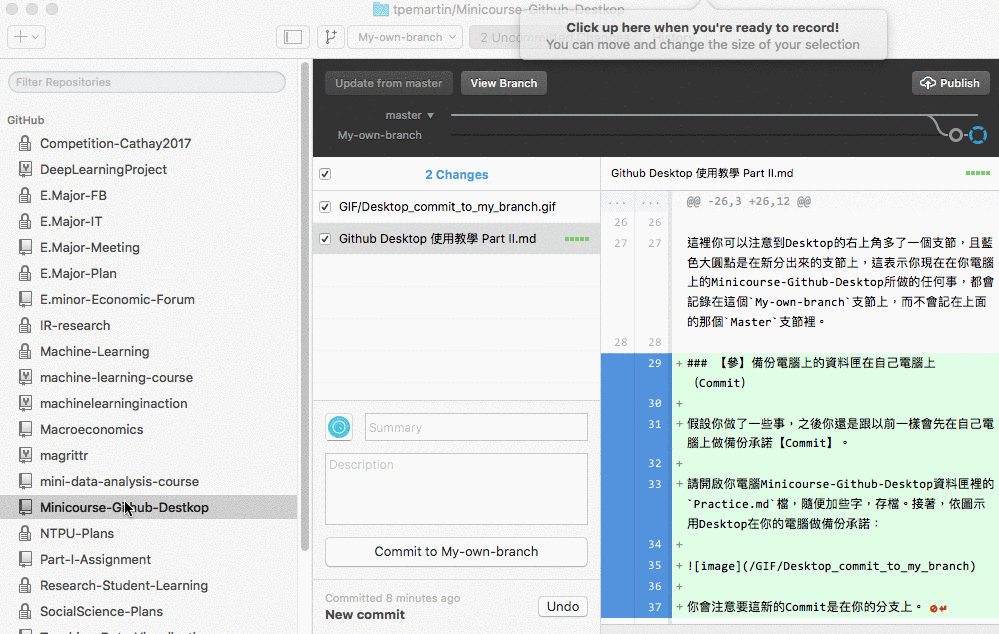 tpemartin/Minicourse-Github-Destkop
Click up here when you're ready to record!
You can move and change the size of your selection
My-own-branch
2 Uncom
Filter Repositories
Update from master
View Branch
Publish
master
My-own-branch
GitHub
Competition-Cathay2017
DeepLearningProject
E.Major-FB
E.Major-IT
E.Major-Meeting
E.Major-Plan
E.minor-Economic-Forum
IR-research
Machine-Learning
machine-learning-course
machinelearninginaction
Macroeconomics
magrittr
mini-data-analysis-course
Minicourse-Github-Destkop
NTPU-Plans
Part-I-Assignment
Research-Student-Learning
SocialScience-Plans
2 Changes
GIF/Desktop_commit_to_my_branch.gif
Github Desktop 使用教學 Part II.md
Summary
Description
Commit to My-own-branch
Committed 8 minutes ago
New commit
Undo
Github Desktop 使用教學 Part II.md
... ... @@ -26,3 +26,12 @@
26 26
27 27 這裡你可以注意到Desktop的右上角多了一個支節，且藍
色大圓點是在新分出來的支節上，這表示你現在在你電腦
上的Minicourse-Github-Desktop所做的任何事，都會
記錄在這個`My-own-branch`支節上，而不會記在上面
的那個`Master`支節裡。
28 28
29 + ### 【參】備份電腦上的資料匣在自己電腦上
（Commit）
30 +
31 + 假設你做了一些事，之後你還是跟以前一樣會先在自己電
腦上做備份承諾【Commit】。
32 +
33 + 請開啟你電腦Minicourse-Github-Desktop資料匣裡的
`Practice.md`檔，隨便加些字，存檔。接著，依圖示
用Desktop在你的電腦做備份承諾：
34 +
35 + ![image](/GIF/Desktop_commit_to_my_branch)
36 +
37 + 你會注意要這新的Commit是在你的分支上。